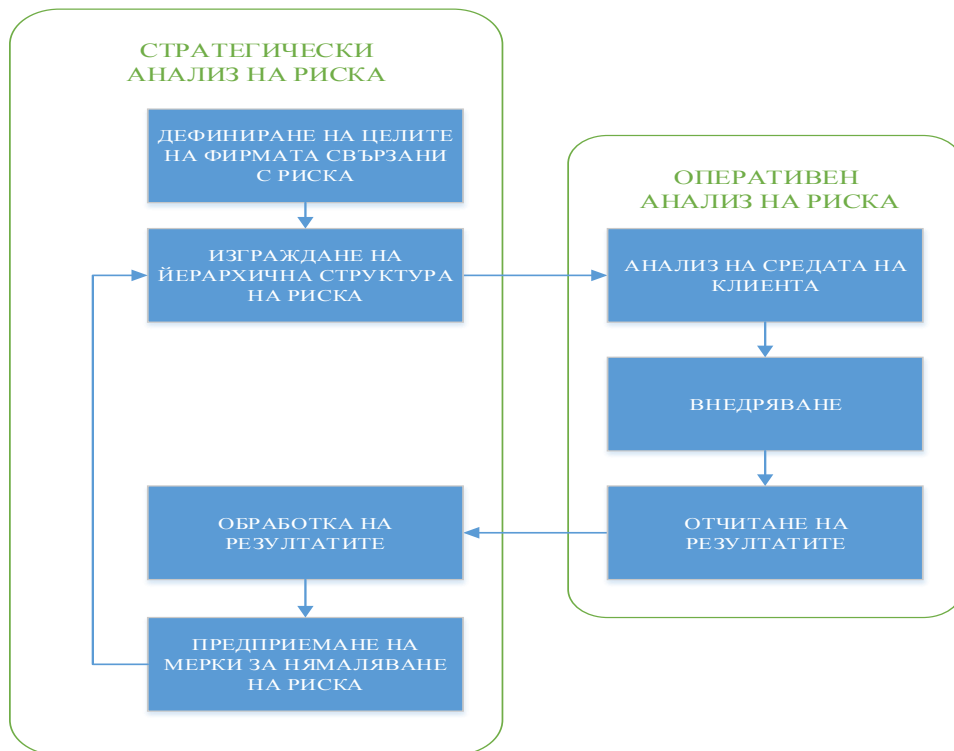 СТРАТЕГИЧЕСКИ
АНАЛИЗ НА РИСКА
ДЕФИНИРАНЕ НА ЦЕЛИТЕ
НА ФИРМАТА СВЪРЗАНИ
С РИСКА
ИЗГРАЖДАНЕ НА
ЙЕРАРХИЧНА СТРУКТУРА
НА РИСКА
ОБРАБОТКА НА
РЕЗУЛТАТИТЕ
ПРЕДПРИЕМАНЕ НА
МЕРКИ ЗА НЯМАЛЯВАНЕ
НА РИСКА
ОПЕРАТИВЕН
АНАЛИЗ НА РИСКА
АНАЛИЗ НА СРЕДАТА НА
КЛИЕНТА
ВНЕДРЯВАНЕ
ОТЧИТАНЕ НА
РЕЗУЛТАТИТЕ